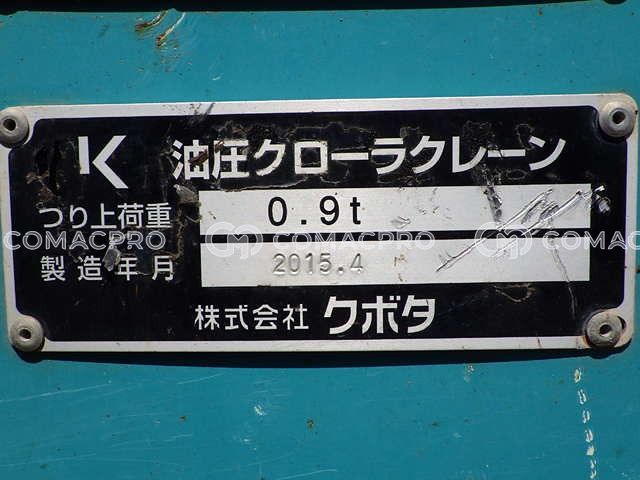 K 油圧クローラクレーン
つり上荷重 0.9t
COMACPRO COMACPRO COMACPRO
製造年月 2015.4
株式会社 クボタ